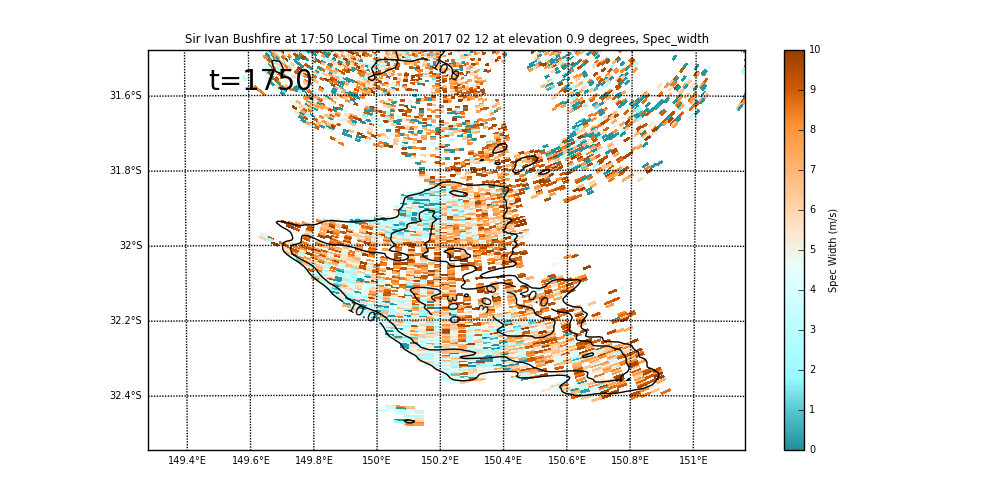 Sir Ivan Bushfire at 17:50 Local Time on 2017 02 12 at elevation 0.9 degrees, Spec_width
t=1750
31.6°S
31.8°S
32°S
32.2°S
32.4°S
149.4°E 149.6°E 149.8°E 150°E 150.2°E 150.4°E 150.6°E 150.8°E 151°E
10.0
30.0
10
9
8
7
6
5
4
3
2
1
0
Spec Width (m/s)